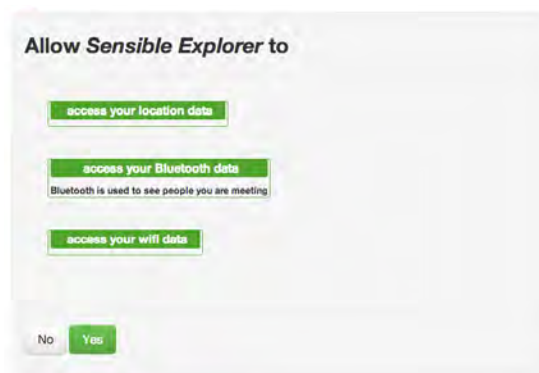 Allow Sensible Explorer to
access your location data
access your Bluetooth data
Bluetooth is used to see people you are meeting
access your wifi data
No Yes